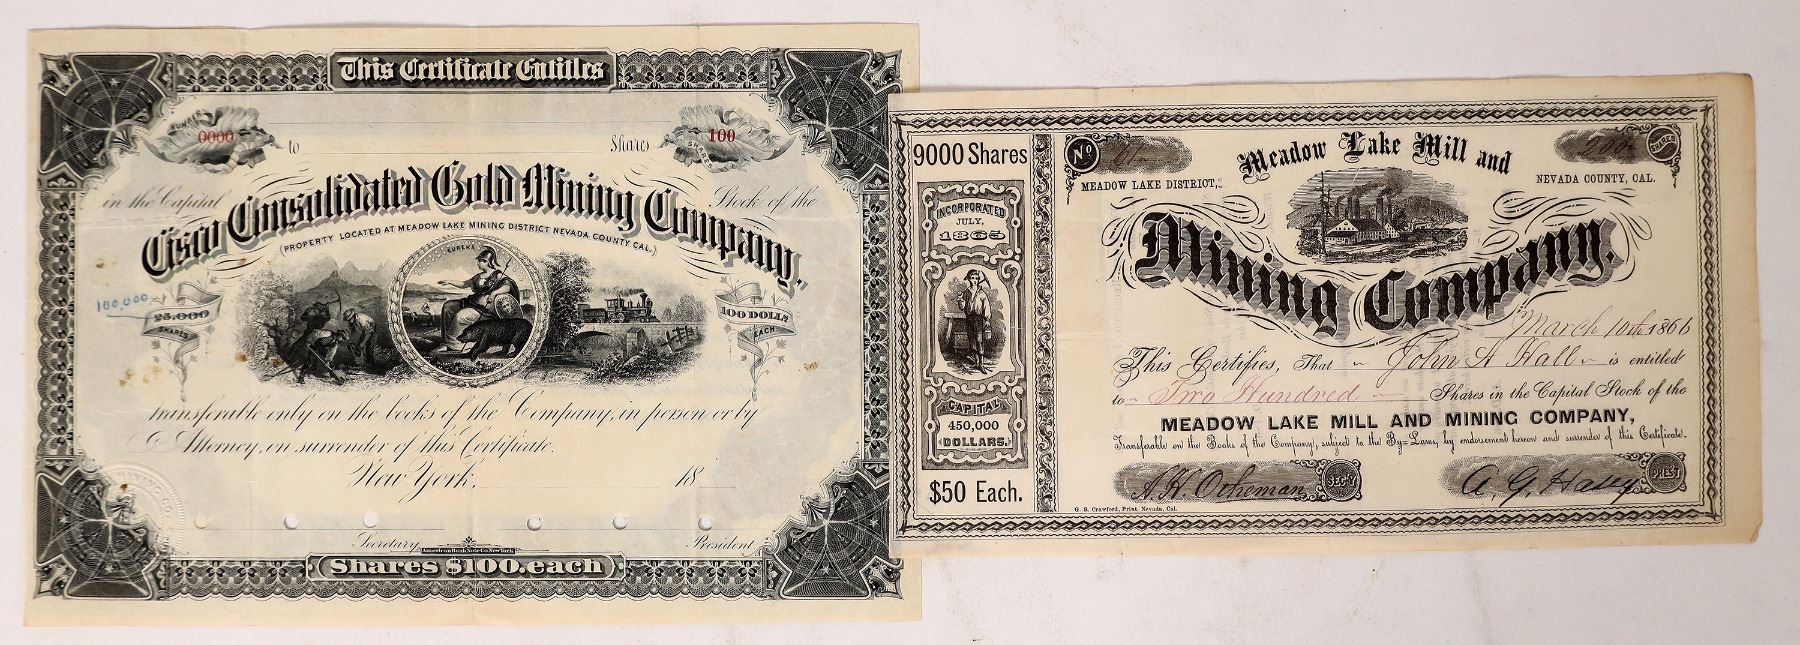 This Certificate Entitles
NUMBER
0000
to
Shares
100
SHARES
in the Capital
Stock of the
Cisco Consolidated Gold Mining Company,
(PROPERTY LOCATED AT MEADOW LAKE MINING DISTRICT NEVADA COUNTY CAL.)
EUREKA
100,000
25,000
SHARES
100 DOLLS
EACH
transferable only on the books of the Company, in person or by
Attorney, on surrender of this Certificate.
New York, 18
Secretary
American Bank Note Co. New York
President
Shares $100. each
9000 Shares
INCORPORATED
JULY,
1865
CAPITAL
450,000
DOLLARS.
$50 Each.
No
61
MEADOW LAKE DISTRICT,
Meadow Lake Mill and
200
SHARES
NEVADA COUNTY, CAL.
Mining Company.
March 10th 1866
This Certifies, That John A Hall is entitled
to Two Hundred Shares in the Capital Stock of the
MEADOW LAKE MILL AND MINING COMPANY,
Transferable on the Books of the Company, subject to the By=Laws, by endorsement hereon and surrender of this Certificate.
SEC'Y
A. G.
PRES'T
G. B. Crawford, Print. Nevada, Cal.